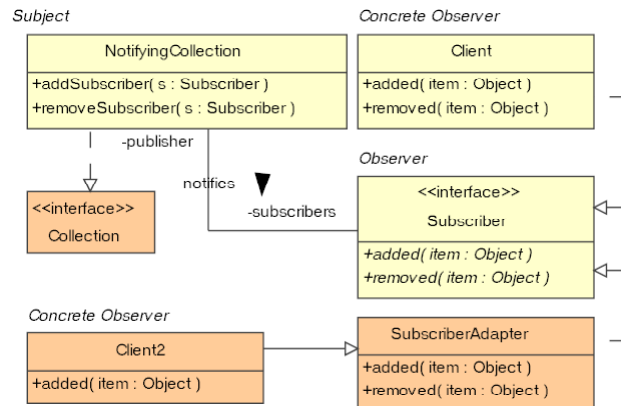 Subject
NotifyingCollection
+addSubscriber( s : Subscriber )
+removeSubscriber( s : Subscriber )
Concrete Observer
Client
+added( item : Object )
+removed( item : Object )
-publisher
notifies
-subscribers
<<interface>>
Collection
Observer
<<interface>>
Subscriber
+added( item : Object )
+removed( item : Object )
Concrete Observer
Client2
+added( item : Object )
SubscriberAdapter
+added( item : Object )
+removed( item : Object )